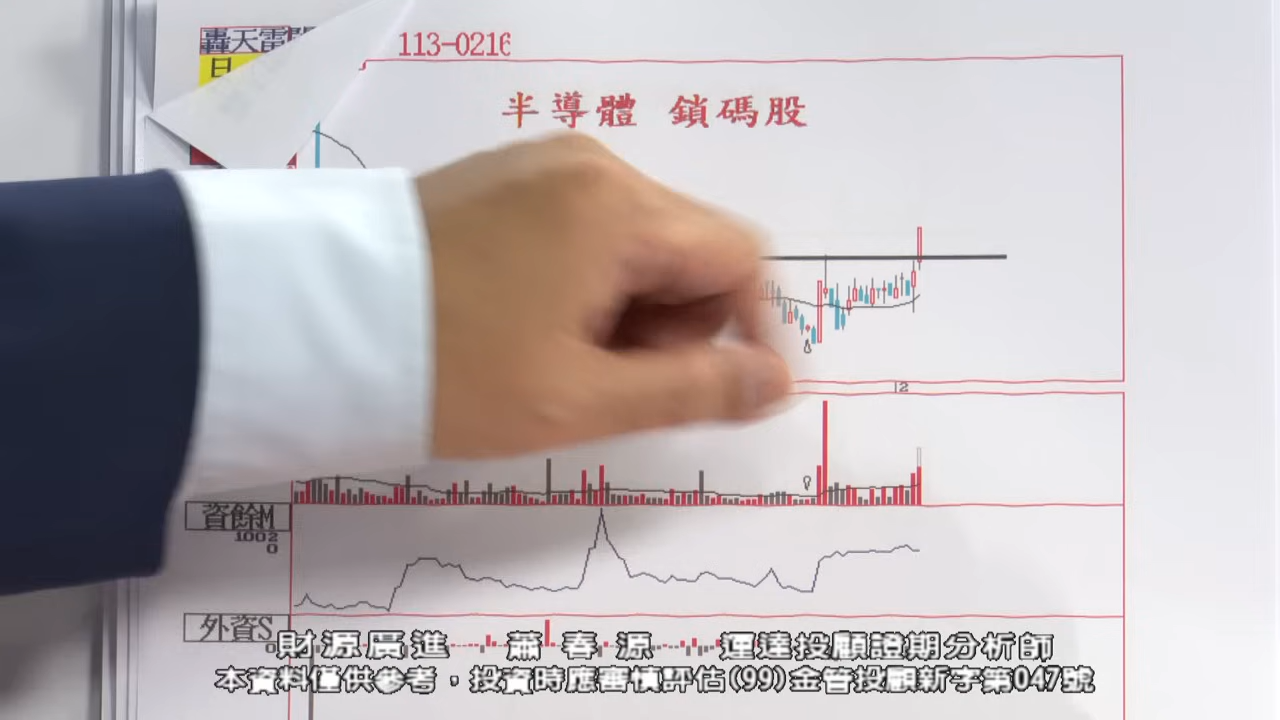 轟天雷
113-0216
日
半導體 鎖碼股
12
資餘M
1002
0
外資S
財源廣進 蕭春源 運達投顧證期分析師
本資料僅供參考，投資時應審慎評估(99)金管投顧新字第047號